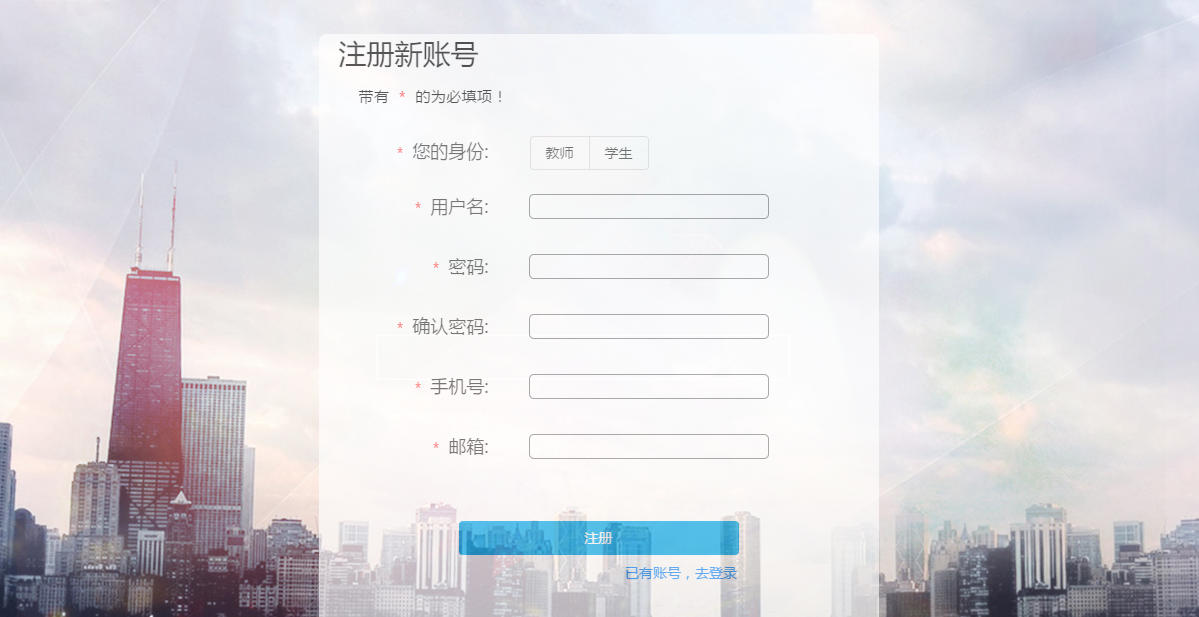 注册新账号
带有 * 的为必填项！
* 您的身份: 教师 学生
* 用户名:
* 密码:
* 确认密码:
* 手机号:
* 邮箱:
注册
已有账号，去登录